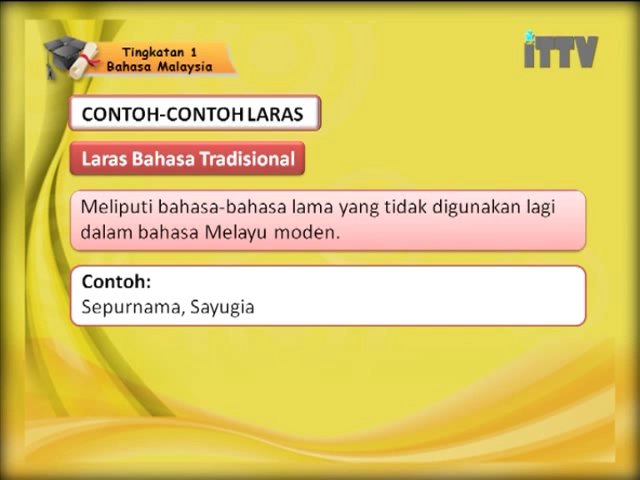 Tingkatan 1
Bahasa Malaysia
iTTV
CONTOH-CONTOH LARAS
Laras Bahasa Tradisional
Meliputi bahasa-bahasa lama yang tidak digunakan lagi
dalam bahasa Melayu moden.
Contoh:
Sepurnama, Sayugia